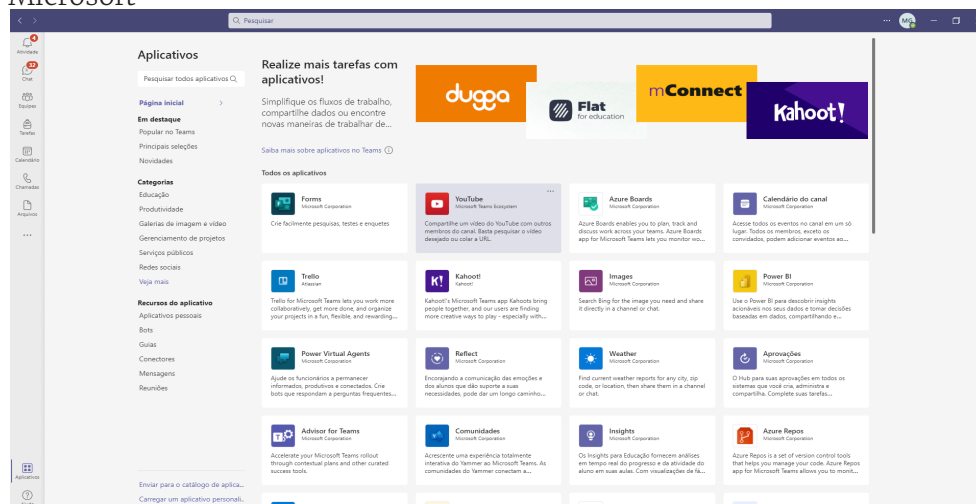 Microsoft
Pesquisar
MG
9
Atividade
32
Chat
Equipes
Tarefas
Calendário
Chamadas
Arquivos
Aplicativos
Aplicativos
Pesquisar todos aplicativos
Página inicial
Em destaque
Popular no Teams
Principais seleções
Novidades
Categorias
Educação
Produtividade
Galerias de imagem e vídeo
Gerenciamento de projetos
Serviços públicos
Redes sociais
Veja mais
Recursos do aplicativo
Aplicativos pessoais
Bots
Guias
Conectores
Mensagens
Reuniões
Enviar para o catálogo de aplica...
Carregar um aplicativo personali..
Realize mais tarefas com
aplicativos!
Simplifique os fluxos de trabalho,
compartilhe dados ou encontre
novas maneiras de trabalhar de...
Saiba mais sobre aplicativos no Teams
dugga
Flat
for education
mConnect
Kahoot!
Todos os aplicativos
Forms
Microsoft Corporation
Crie facilmente pesquisas, testes e enquetes
YouTube
Microsoft Teams Ecosystem
Compartilhe um vídeo do YouTube com outros
membros do canal. Basta pesquisar o vídeo
desejado ou colar a URL.
Azure Boards
Microsoft Corporation
Azure Boards enables you to plan, track and
discuss work across your teams. Azure Boards
app for Microsoft Teams lets you monitor wo...
Calendário do canal
Microsoft Corporation
Acesse todos os eventos no canal em um só
lugar. Todos os membros, exceto os
convidados, podem adicionar eventos ao...
Trello
Atlassian
Trello for Microsoft Teams lets you work more
collaboratively, get more done, and organize
your projects in a fun, flexible, and rewarding...
K!
Kahoot!
Microsoft Corporation
Kahoot!'s Microsoft Teams app Kahoots bring
people together, and our users are finding
more creative ways to play - especially with...
Images
Microsoft Corporation
Search Bing for the image you need and share
it directly in a channel or chat.
Power BI
Microsoft Corporation
Use o Power BI para descobrir insights
acionáveis nos seus dados e tomar decisões
baseadas em dados, compartilhando e...
Power Virtual Agents
Microsoft Corporation
Ajude os funcionários a permanecer
informados, produtivos e conectados. Crie
bots que respondam a perguntas frequentes...
Reflect
Microsoft Corporation
Encorajando a comunicação das emoções e
dos alunos que dão suporte a suas
necessidades, pode dar um longo caminho...
Weather
Microsoft Corporation
Find current weather reports for any city, zip
code, or location, then share them in a channel
or chat.
Aprovações
Microsoft Corporation
O Hub para suas aprovações em todos os
sistemas que você cria, administra e
compartilha. Complete suas tarefas...
Advisor for Teams
Microsoft Corporation
Accelerate your Microsoft Teams rollout
through contextual plans and other curated
success tools.
Comunidades
Microsoft Corporation
Acrescente uma experiência totalmente
interativa do Yammer ao Microsoft Teams. As
comunidades do Yammer conectam a...
Insights
Microsoft Corporation
Os Insights para Educação fornecem análises
em tempo real do progresso e da atividade do
aluno em suas aulas. Com visualizações de fá...
Azure Repos
Microsoft Corporation
Azure Repos is a set of version control tools
that helps you manage your code. Azure Repos
app for Microsoft Teams allows you to monit...